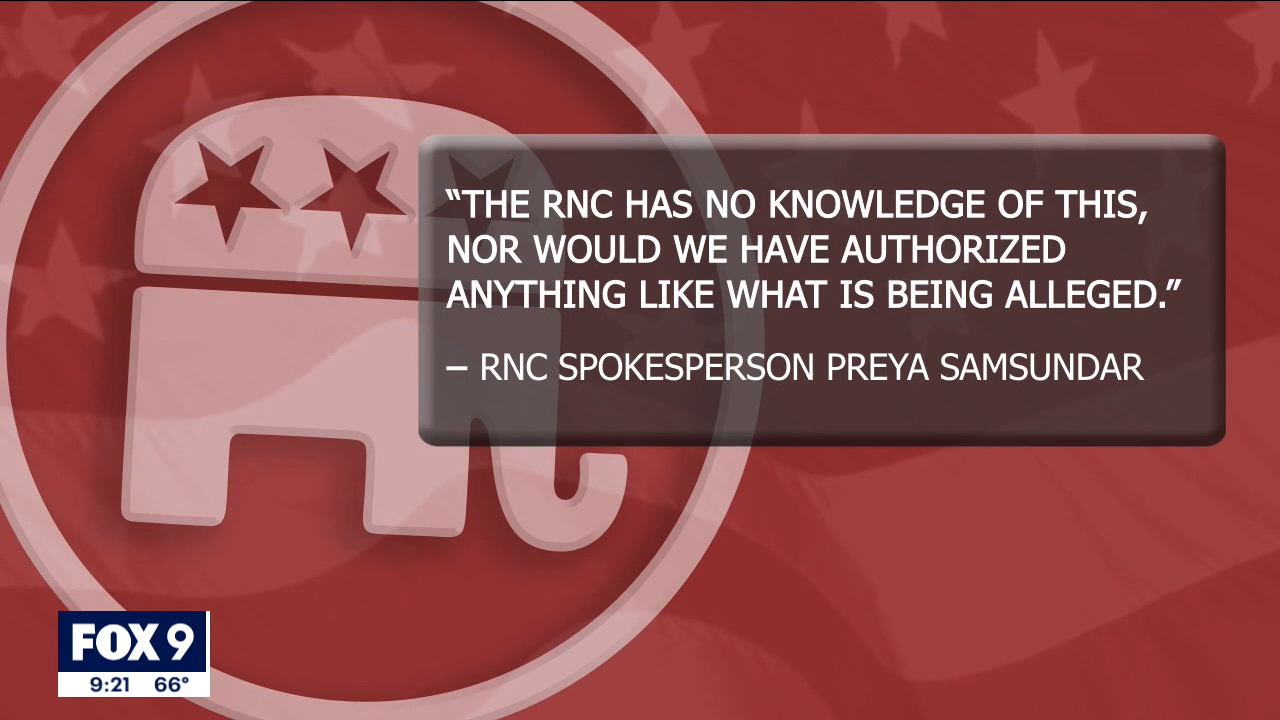 “THE RNC HAS NO KNOWLEDGE OF THIS,
NOR WOULD WE HAVE AUTHORIZED
ANYTHING LIKE WHAT IS BEING ALLEGED.”
– RNC SPOKESPERSON PREYA SAMSUNDAR
FOX 9
9:21 66°